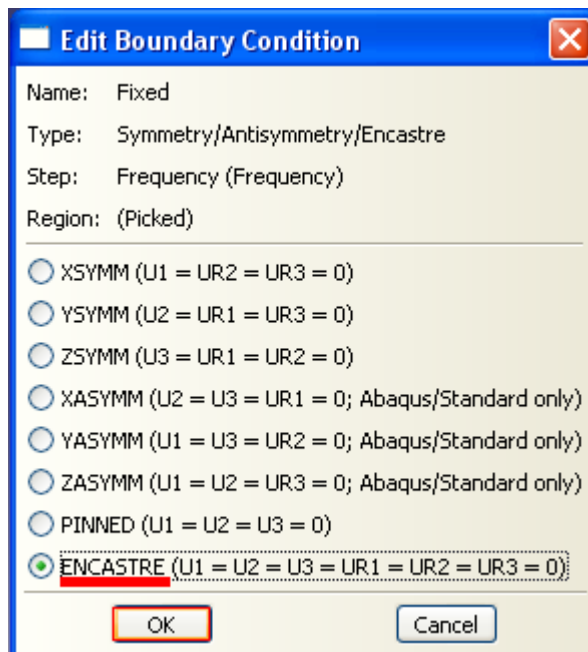 Edit Boundary Condition
Name: Fixed
Type: Symmetry/Antisymmetry/Encastre
Step: Frequency (Frequency)
Region: (Picked)
XSYMM (U1 = UR2 = UR3 = 0)
YSYMM (U2 = UR1 = UR3 = 0)
ZSYMM (U3 = UR1 = UR2 = 0)
XASYMM (U2 = U3 = UR1 = 0; Abaqus/Standard only)
YASYMM (U1 = U3 = UR2 = 0; Abaqus/Standard only)
ZASYMM (U1 = U2 = UR3 = 0; Abaqus/Standard only)
PINNED (U1 = U2 = U3 = 0)
ENCASTRE (U1 = U2 = U3 = UR1 = UR2 = UR3 = 0)
OK Cancel